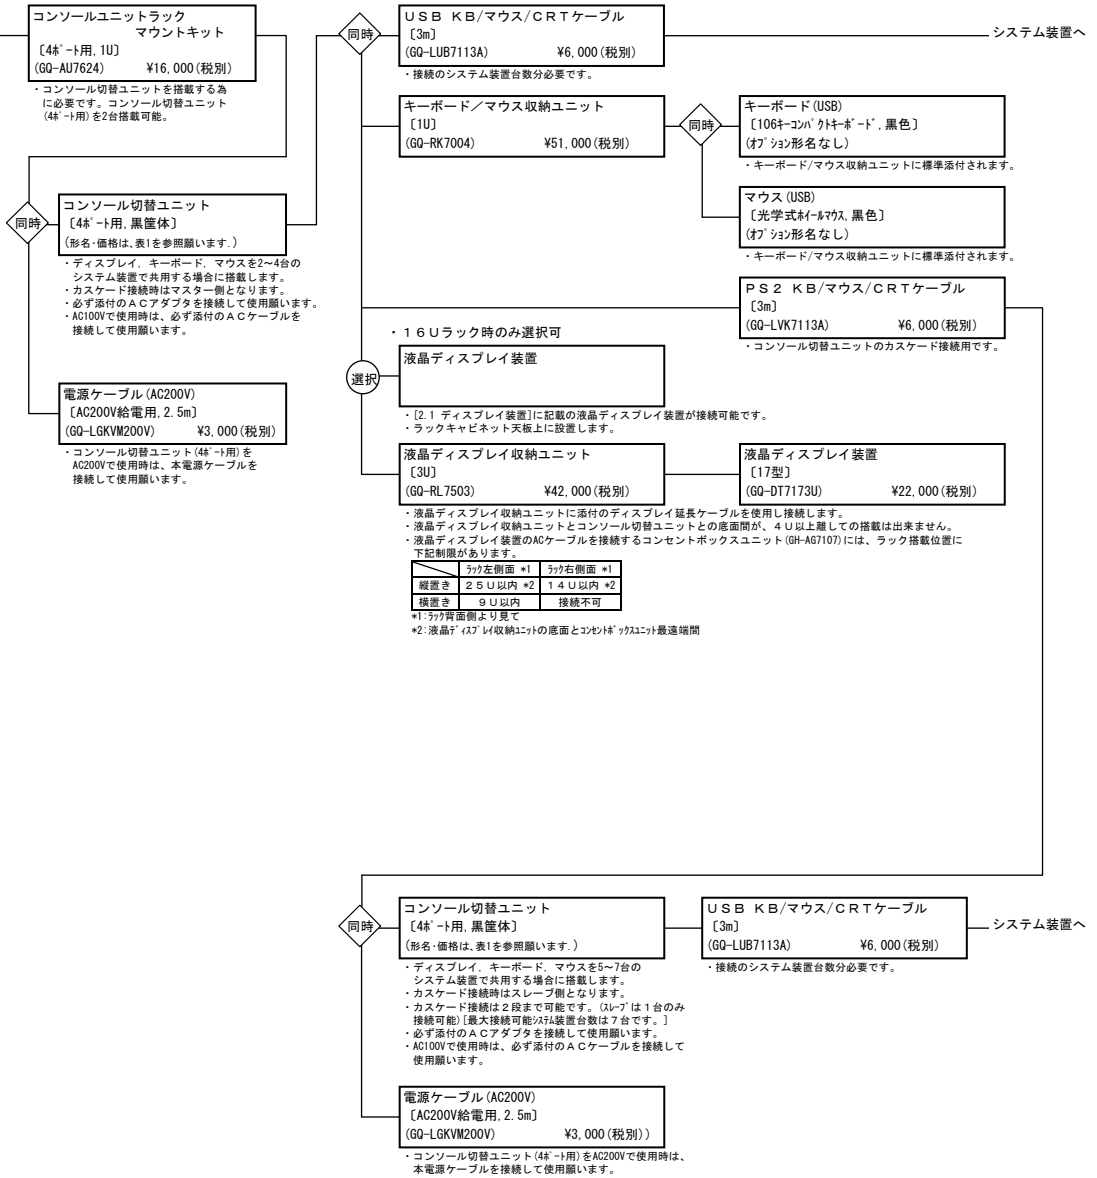 コンソールユニットラック
マウントキット
〔4ﾎﾟｰﾄ用,1U〕
(GQ-AU7624) ¥16,000(税別)
・コンソール切替ユニットを搭載する為
に必要です。コンソール切替ユニット
(4ﾎﾟｰﾄ用)を2台搭載可能。
同時
コンソール切替ユニット
〔4ﾎﾟｰﾄ用,黒筐体〕
(形名･価格は､表1を参照願います.)
・ディスプレイ, キーボード, マウスを2～4台の
システム装置で共用する場合に搭載します。
・カスケード接続時はマスター側となります。
・必ず添付のＡＣアダプタを接続して使用願います。
・AC100Vで使用時は、必ず添付のＡＣケーブルを
接続して使用願います。
電源ケーブル(AC200V)
〔AC200V給電用,2.5m〕
(GQ-LGKVM200V) ¥3,000(税別)
・コンソール切替ユニット(4ﾎﾟｰﾄ用)を
AC200Vで使用時は、本電源ケーブルを
接続して使用願います。
同時
ＵＳＢ ＫＢ/マウス/ＣＲＴケーブル
〔3m〕
(GQ-LUB7113A) ¥6,000(税別)
・接続のシステム装置台数分必要です。
システム装置へ
キーボード／マウス収納ユニット
〔1U〕
(GQ-RK7004) ¥51,000(税別)
同時
キーボード(USB)
〔106ｷｰｺﾝﾊﾟｸﾄｷｰﾎﾞｰﾄﾞ,黒色〕
(ｵﾌﾟｼｮﾝ形名なし)
・キーボード/マウス収納ユニットに標準添付されます。
マウス(USB)
〔光学式ﾎｲｰﾙﾏｳｽ,黒色〕
(ｵﾌﾟｼｮﾝ形名なし)
・キーボード/マウス収納ユニットに標準添付されます。
ＰＳ２ ＫＢ/マウス/ＣＲＴケーブル
〔3m〕
(GQ-LVK7113A) ¥6,000(税別)
・コンソール切替ユニットのカスケード接続用です。
・１６Ｕラック時のみ選択可
選択
液晶ディスプレイ装置
・[2.1 ディスプレイ装置]に記載の液晶ディスプレイ装置が接続可能です。
・ラックキャビネット天板上に設置します。
液晶ディスプレイ収納ユニット
〔3U〕
(GQ-RL7503) ¥42,000(税別)
液晶ディスプレイ装置
〔17型〕
(GQ-DT7173U) ¥22,000(税別)
・液晶ディスプレイ収納ユニットに添付のディスプレイ延長ケーブルを使用し接続します。
・液晶ディスプレイ収納ユニットとコンソール切替ユニットとの底面間が、４Ｕ以上離しての搭載は出来ません。
・液晶ディスプレイ装置のACケーブルを接続するコンセントボックスユニット(GH-AG7107)には、ラック搭載位置に
下記制限があります。
ﾗｯｸ左側面 *1 ﾗｯｸ右側面 *1
縦置き ２５Ｕ以内 *2 １４Ｕ以内 *2
横置き ９Ｕ以内 接続不可
*1:ﾗｯｸ背面側より見て
*2:液晶ﾃﾞｨｽﾌﾟﾚｲ収納ﾕﾆｯﾄの底面とｺﾝｾﾝﾄﾎﾞｯｸｽﾕﾆｯﾄ最遠端間
同時
コンソール切替ユニット
〔4ﾎﾟｰﾄ用,黒筐体〕
(形名･価格は､表1を参照願います.)
・ディスプレイ, キーボード, マウスを5～7台の
システム装置で共用する場合に搭載します。
・カスケード接続時はスレーブ側となります。
・カスケード接続は２段まで可能です。(ｽﾚｰﾌﾞは１台のみ
接続可能)[最大接続可能ｼｽﾃﾑ装置台数は７台です。]
・必ず添付のＡＣアダプタを接続して使用願います。
・AC100Vで使用時は、必ず添付のＡＣケーブルを接続して
使用願います。
ＵＳＢ ＫＢ/マウス/ＣＲＴケーブル
〔3m〕
(GQ-LUB7113A) ¥6,000(税別)
・接続のシステム装置台数分必要です。
システム装置へ
電源ケーブル(AC200V)
〔AC200V給電用,2.5m〕
(GQ-LGKVM200V) ¥3,000(税別))
・コンソール切替ユニット(4ﾎﾟｰﾄ用)をAC200Vで使用時は、
本電源ケーブルを接続して使用願います。